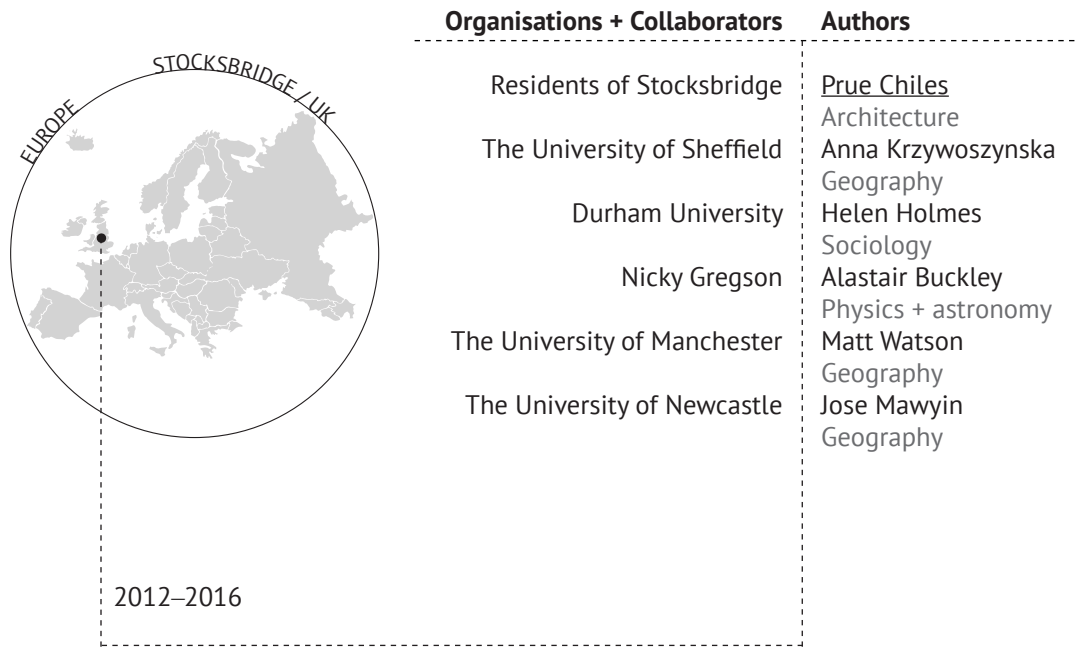 EUROPE
STOCKSBRIDGE / UK
2012–2016
Organisations + Collaborators
Residents of Stocksbridge
The University of Sheffield
Durham University
Nicky Gregson
The University of Manchester
The University of Newcastle
Authors
Prue Chiles
Architecture
Anna Krzywoszynska
Geography
Helen Holmes
Sociology
Alastair Buckley
Physics + astronomy
Matt Watson
Geography
Jose Mawyin
Geography